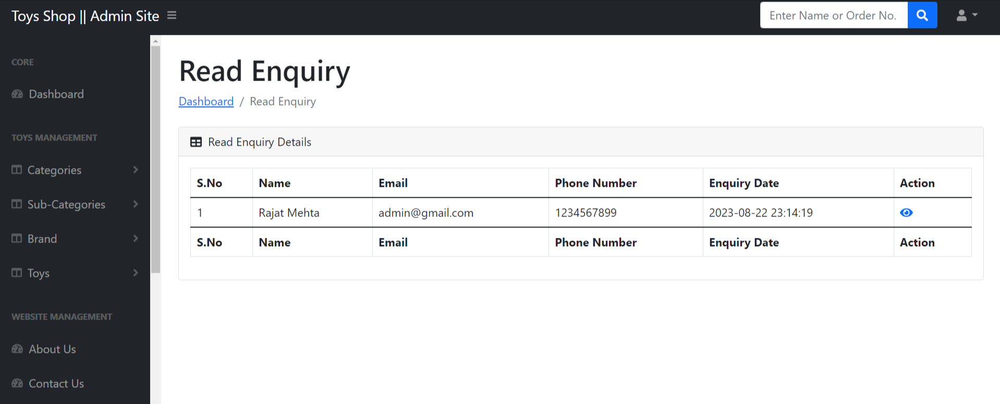 Toys Shop || Admin Site
Enter Name or Order No.
CORE
Dashboard
TOYS MANAGEMENT
Categories
Sub-Categories
Brand
Toys
WEBSITE MANAGEMENT
About Us
Contact Us
Read Enquiry
Dashboard / Read Enquiry
Read Enquiry Details
S.No Name Email Phone Number Enquiry Date Action
1 Rajat Mehta admin@gmail.com 1234567899 2023-08-22 23:14:19
S.No Name Email Phone Number Enquiry Date Action